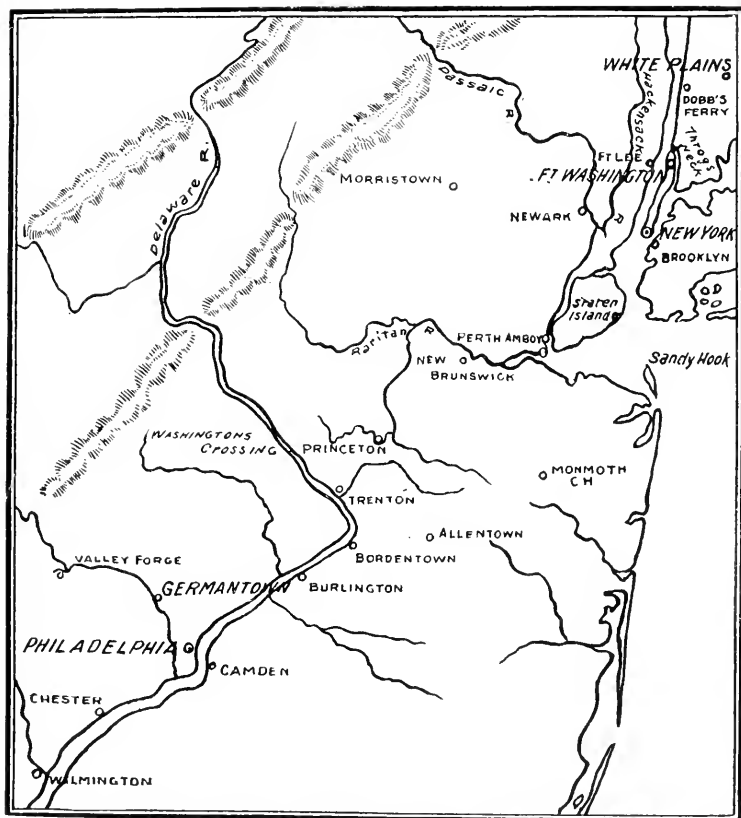 WHITE PLAINS
Passaic
R
Hackensack
R
DOBB'S
FERRY
Throgs
Neck
FT LEE
FT WASHINGTON
MORRISTOWN
Delaware R.
NEWARK
NEW YORK
BROOKLYN
Staten
Island
Raritan R
PERTH AMBOY
NEW
BRUNSWICK
Sandy Hook
WASHINGTONS
CROSSING
PRINCETON
MONMOTH
CH
TRENTON
ALLENTOWN
BORDENTOWN
VALLEY FORGE
GERMANTOWN
BURLINGTON
PHILADELPHIA
CAMDEN
CHESTER
WILMINGTON